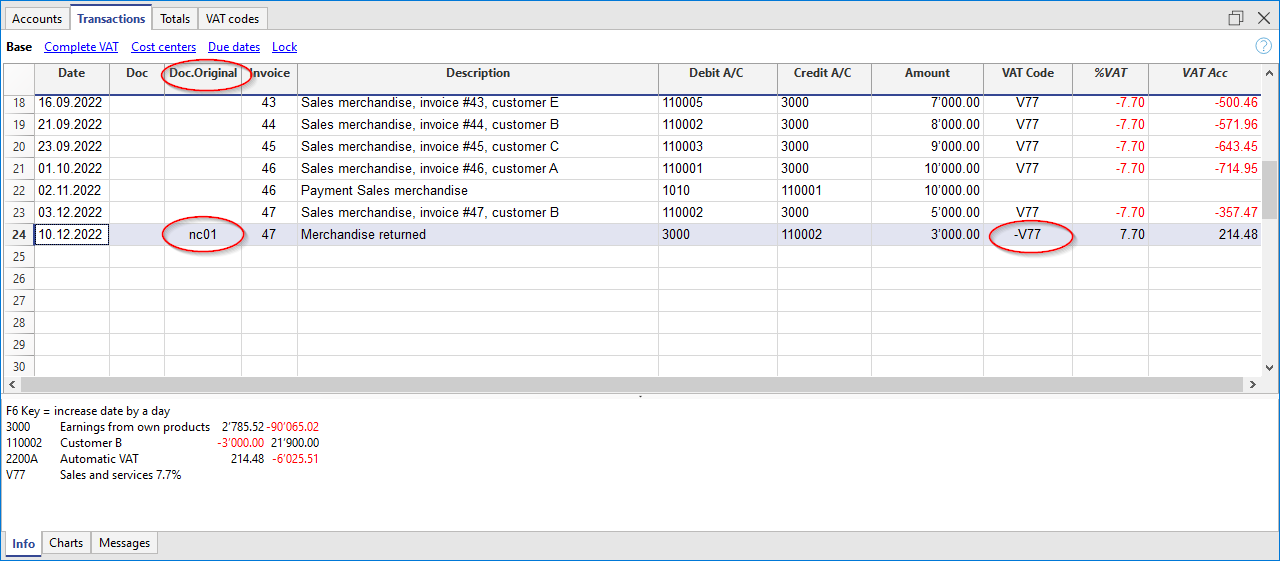 Accounts Transactions Totals VAT codes
Base Complete VAT Cost centers Due dates Lock ?
Date Doc Doc.Original Invoice Description Debit A/C Credit A/C Amount VAT Code %VAT VAT Acc
18 16.09.2022 43 Sales merchandise, invoice #43, customer E 110005 3000 7’000.00 V77 -7.70 -500.46
19 21.09.2022 44 Sales merchandise, invoice #44, customer B 110002 3000 8’000.00 V77 -7.70 -571.96
20 23.09.2022 45 Sales merchandise, invoice #45, customer C 110003 3000 9’000.00 V77 -7.70 -643.45
21 01.10.2022 46 Sales merchandise, invoice #46, customer A 110001 3000 10’000.00 V77 -7.70 -714.95
22 02.11.2022 46 Payment Sales merchandise 1010 110001 10’000.00
23 03.12.2022 47 Sales merchandise, invoice #47, customer B 110002 3000 5’000.00 V77 -7.70 -357.47
24 10.12.2022 nc01 47 Merchandise returned 3000 110002 3’000.00 -V77 7.70 214.48
25
26
27
28
29
30
F6 Key = increase date by a day
3000 Earnings from own products 2’785.52 -90’065.02
110002 Customer B -3’000.00 21’900.00
2200A Automatic VAT 214.48 -6’025.51
V77 Sales and services 7.7%
Info Charts Messages